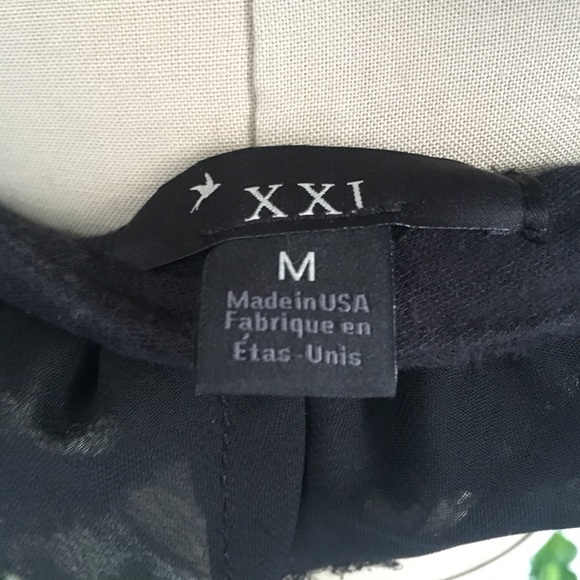 XXI
M
Made in USA
Fabrique en
États-Unis